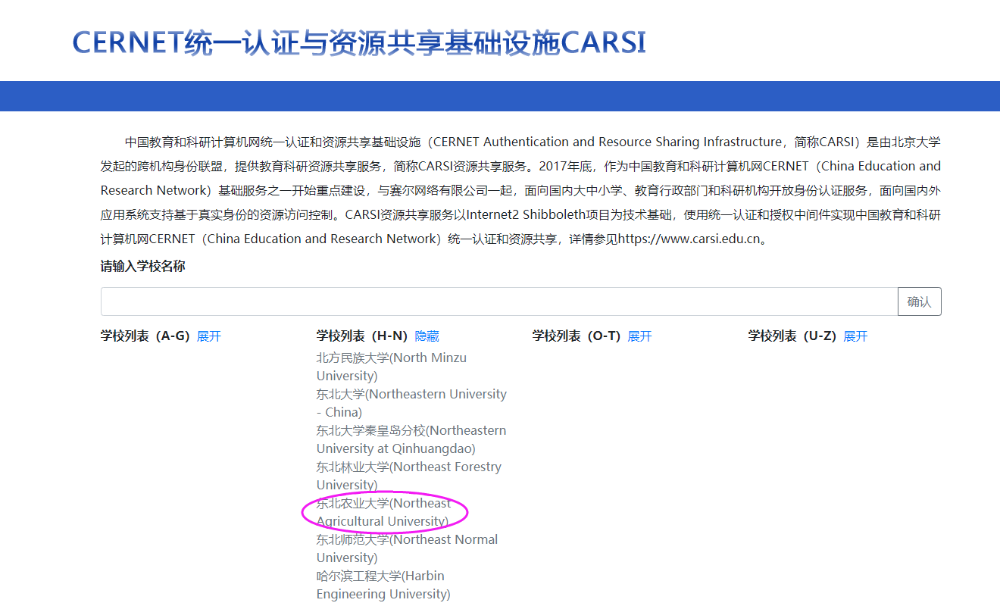 CERNET统一认证与资源共享基础设施CARSI
中国教育和科研计算机网统一认证和资源共享基础设施（CERNET Authentication and Resource Sharing Infrastructure，简称CARSI）是由北京大学
发起的跨机构身份联盟，提供教育科研资源共享服务，简称CARSI资源共享服务。2017年底，作为中国教育和科研计算机网CERNET（China Education and
Research Network）基础服务之一开始重点建设，与赛尔网络有限公司一起，面向国内大中小学、教育行政部门和科研机构开放身份认证服务，面向国内外
应用系统支持基于真实身份的资源访问控制。CARSI资源共享服务以Internet2 Shibboleth项目为技术基础，使用统一认证和授权中间件实现中国教育和科研
计算机网CERNET（China Education and Research Network）统一认证和资源共享，详情参见https://www.carsi.edu.cn。
请输入学校名称
确认
学校列表（A-G）展开
学校列表（H-N）隐藏
北方民族大学(North Minzu
University)
东北大学(Northeastern University
- China)
东北大学秦皇岛分校(Northeastern
University at Qinhuangdao)
东北林业大学(Northeast Forestry
University)
东北农业大学(Northeast
Agricultural University)
东北师范大学(Northeast Normal
University)
哈尔滨工程大学(Harbin
Engineering University)
学校列表（O-T）展开
学校列表（U-Z）展开